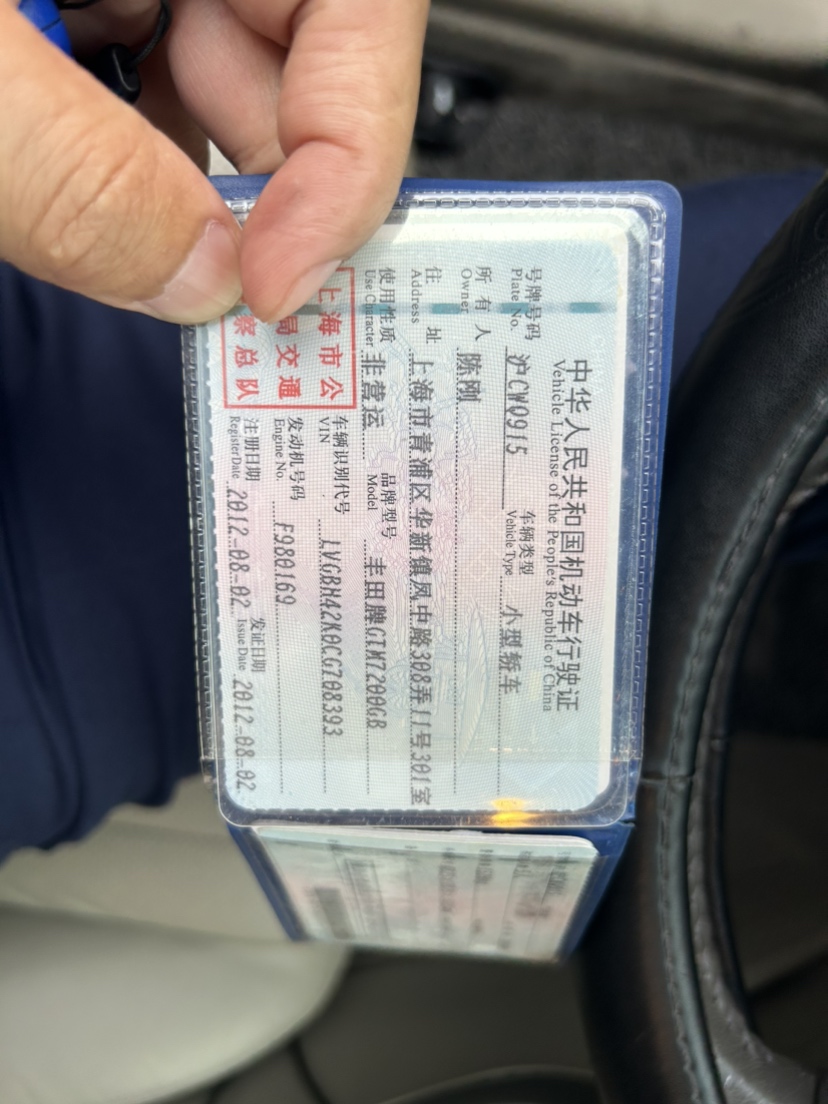 中华人民共和国机动车行驶证
Vehicle License of the People's Republic of China
号牌号码 沪CWQ915 车辆类型 小型轿车
Plate No. Vehicle Type
所有人 陈刚
Owner
住址 上海市青浦区华新镇凤中路308弄11号301室
Address
使用性质 非营运 品牌型号 丰田牌GTM7200GB
Use Character Model
上海市公 车辆识别代号 LVGBH42K0CG708393
VIN
局交通 发动机号码 F980169
Engine No.
察总队 注册日期 2012-08-02 发证日期 2012-08-02
Register Date Issue Date